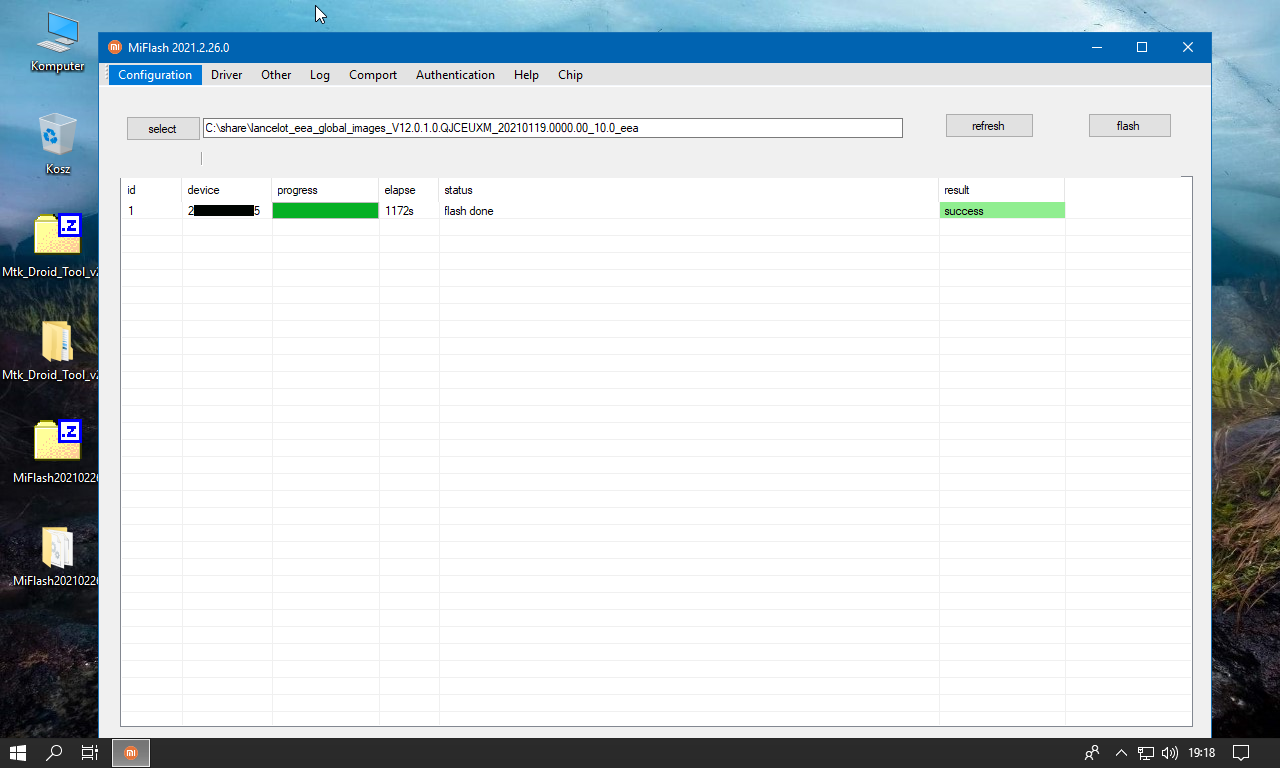 Komputer
Kosz
Mtk_Droid_Tool_v2
Mtk_Droid_Tool_v2
MiFlash2021022
MiFlash2021022
MiFlash 2021.2.26.0
Configuration Driver Other Log Comport Authentication Help Chip
select C:\share\lancelot_eea_global_images_V12.0.1.0.QJCEUXM_20210119.0000.00_10.0_eea refresh flash
id device progress elapse status result
1 2 5 1172s flash done success
19:18